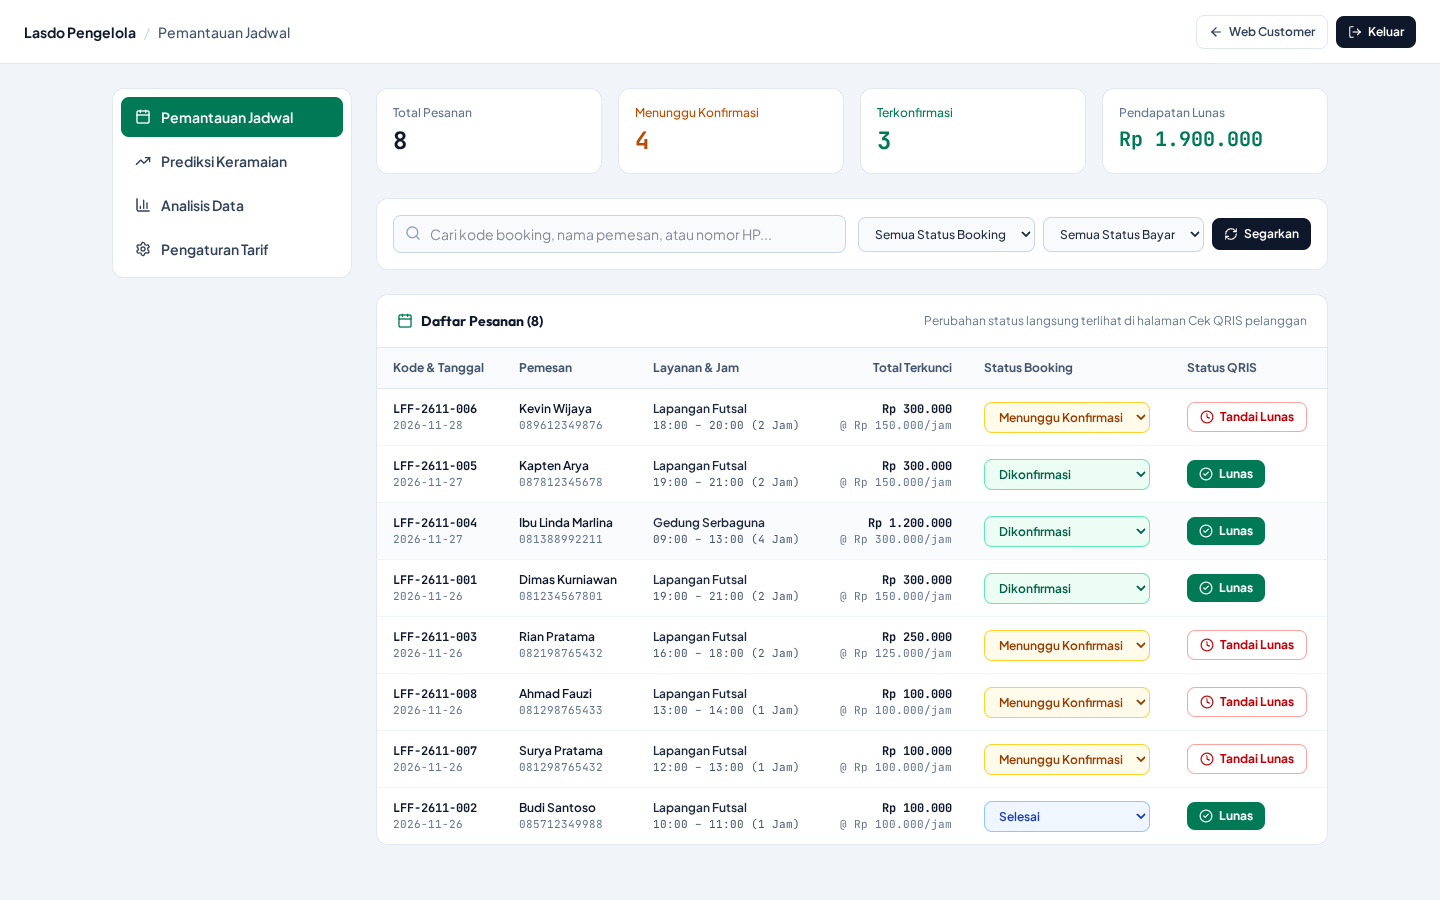 Lasdo Pengelola / Pemantauan Jadwal
Web Customer
Keluar
Pemantauan Jadwal
Prediksi Keramaian
Analisis Data
Pengaturan Tarif
Total Pesanan
8
Menunggu Konfirmasi
4
Terkonfirmasi
3
Pendapatan Lunas
Rp 1.900.000
Cari kode booking, nama pemesan, atau nomor HP...
Semua Status Booking
Semua Status Bayar
Segarkan
Daftar Pesanan (8)
Perubahan status langsung terlihat di halaman Cek QRIS pelanggan
Kode & Tanggal Pemesan Layanan & Jam Total Terkunci Status Booking Status QRIS
LFF-2611-006 Kevin Wijaya Lapangan Futsal Rp 300.000 Menunggu Konfirmasi Tandai Lunas
2026-11-28 089612349876 18:00 – 20:00 (2 Jam) @ Rp 150.000/jam
LFF-2611-005 Kapten Arya Lapangan Futsal Rp 300.000 Dikonfirmasi Lunas
2026-11-27 087812345678 19:00 – 21:00 (2 Jam) @ Rp 150.000/jam
LFF-2611-004 Ibu Linda Marlina Gedung Serbaguna Rp 1.200.000 Dikonfirmasi Lunas
2026-11-27 081388992211 09:00 – 13:00 (4 Jam) @ Rp 300.000/jam
LFF-2611-001 Dimas Kurniawan Lapangan Futsal Rp 300.000 Dikonfirmasi Lunas
2026-11-26 081234567801 19:00 – 21:00 (2 Jam) @ Rp 150.000/jam
LFF-2611-003 Rian Pratama Lapangan Futsal Rp 250.000 Menunggu Konfirmasi Tandai Lunas
2026-11-26 082198765432 16:00 – 18:00 (2 Jam) @ Rp 125.000/jam
LFF-2611-008 Ahmad Fauzi Lapangan Futsal Rp 100.000 Menunggu Konfirmasi Tandai Lunas
2026-11-26 081298765433 13:00 – 14:00 (1 Jam) @ Rp 100.000/jam
LFF-2611-007 Surya Pratama Lapangan Futsal Rp 100.000 Menunggu Konfirmasi Tandai Lunas
2026-11-26 081298765432 12:00 – 13:00 (1 Jam) @ Rp 100.000/jam
LFF-2611-002 Budi Santoso Lapangan Futsal Rp 100.000 Selesai Lunas
2026-11-26 085712349988 10:00 – 11:00 (1 Jam) @ Rp 100.000/jam